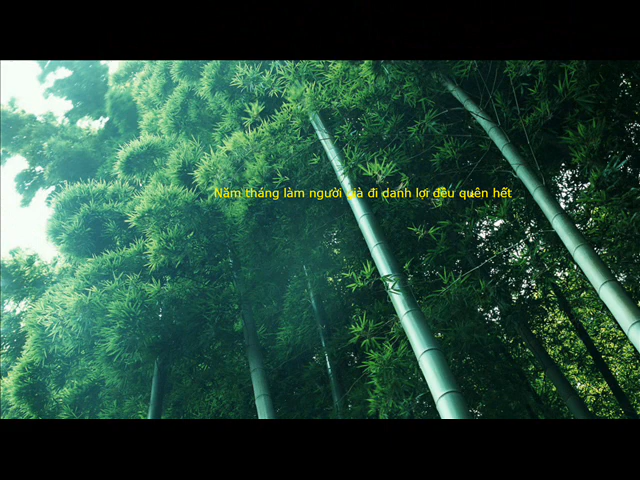 Năm tháng làm người già đi danh lợi đều quên hết